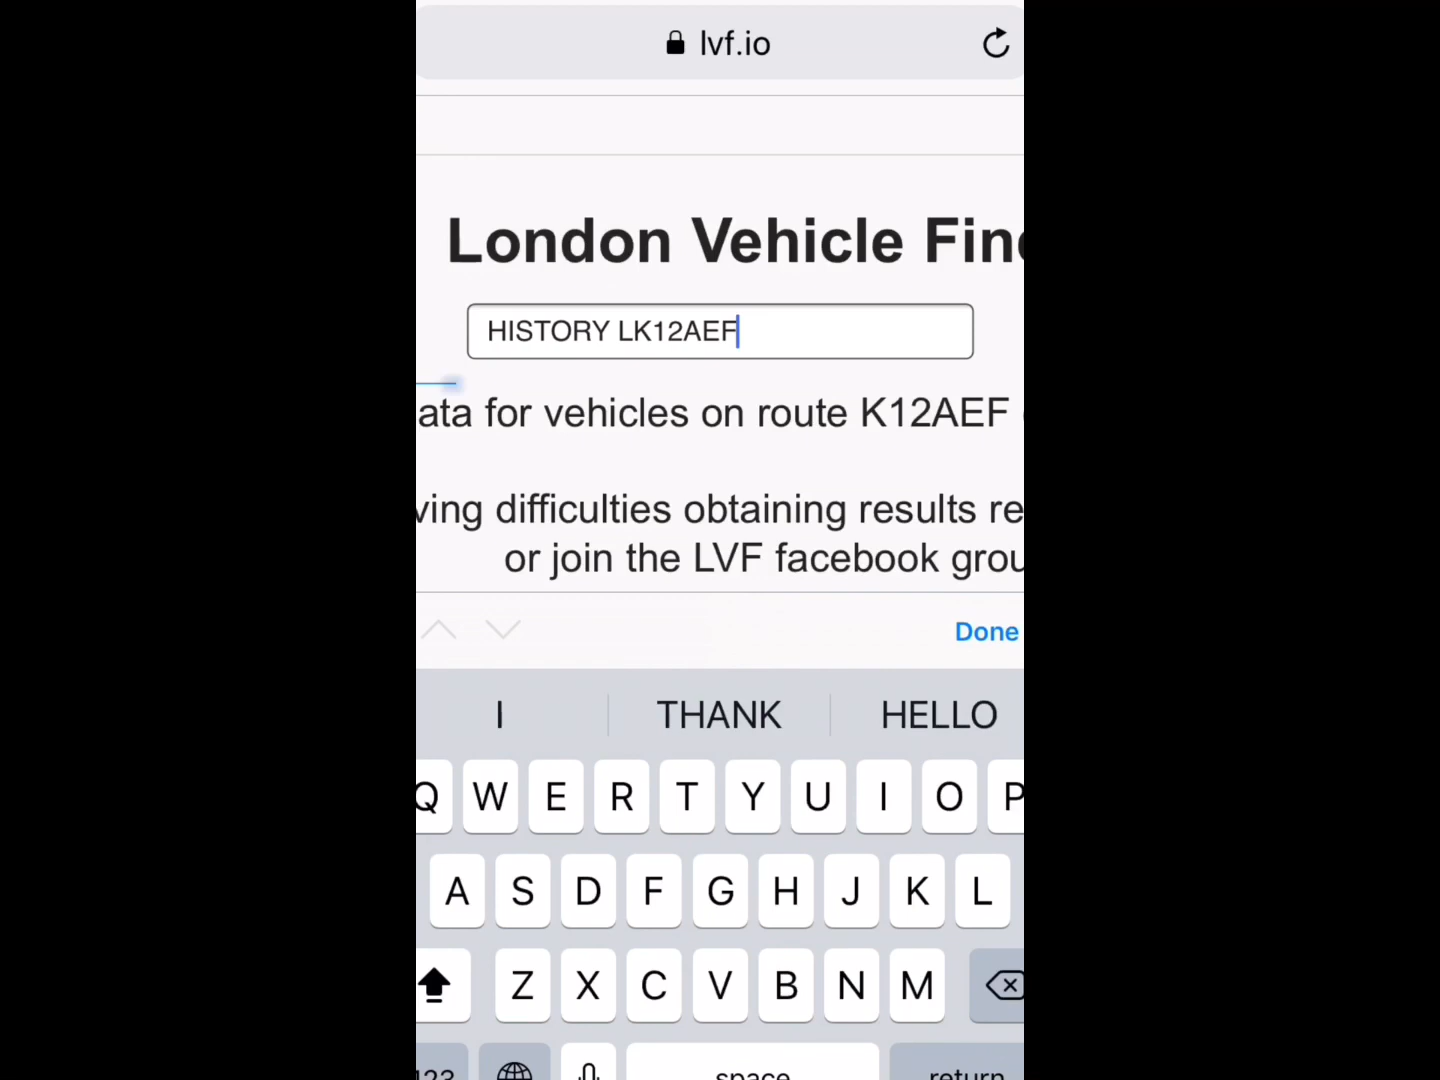 lvf.io
London Vehicle Fin
HISTORY LK12AEF
ata for vehicles on route K12AEF
ving difficulties obtaining results re
or join the LVF facebook grou
Done
I THANK HELLO
Q W E R T Y U I O P
A S D F G H J K L
Z X C V B N M
123 space return